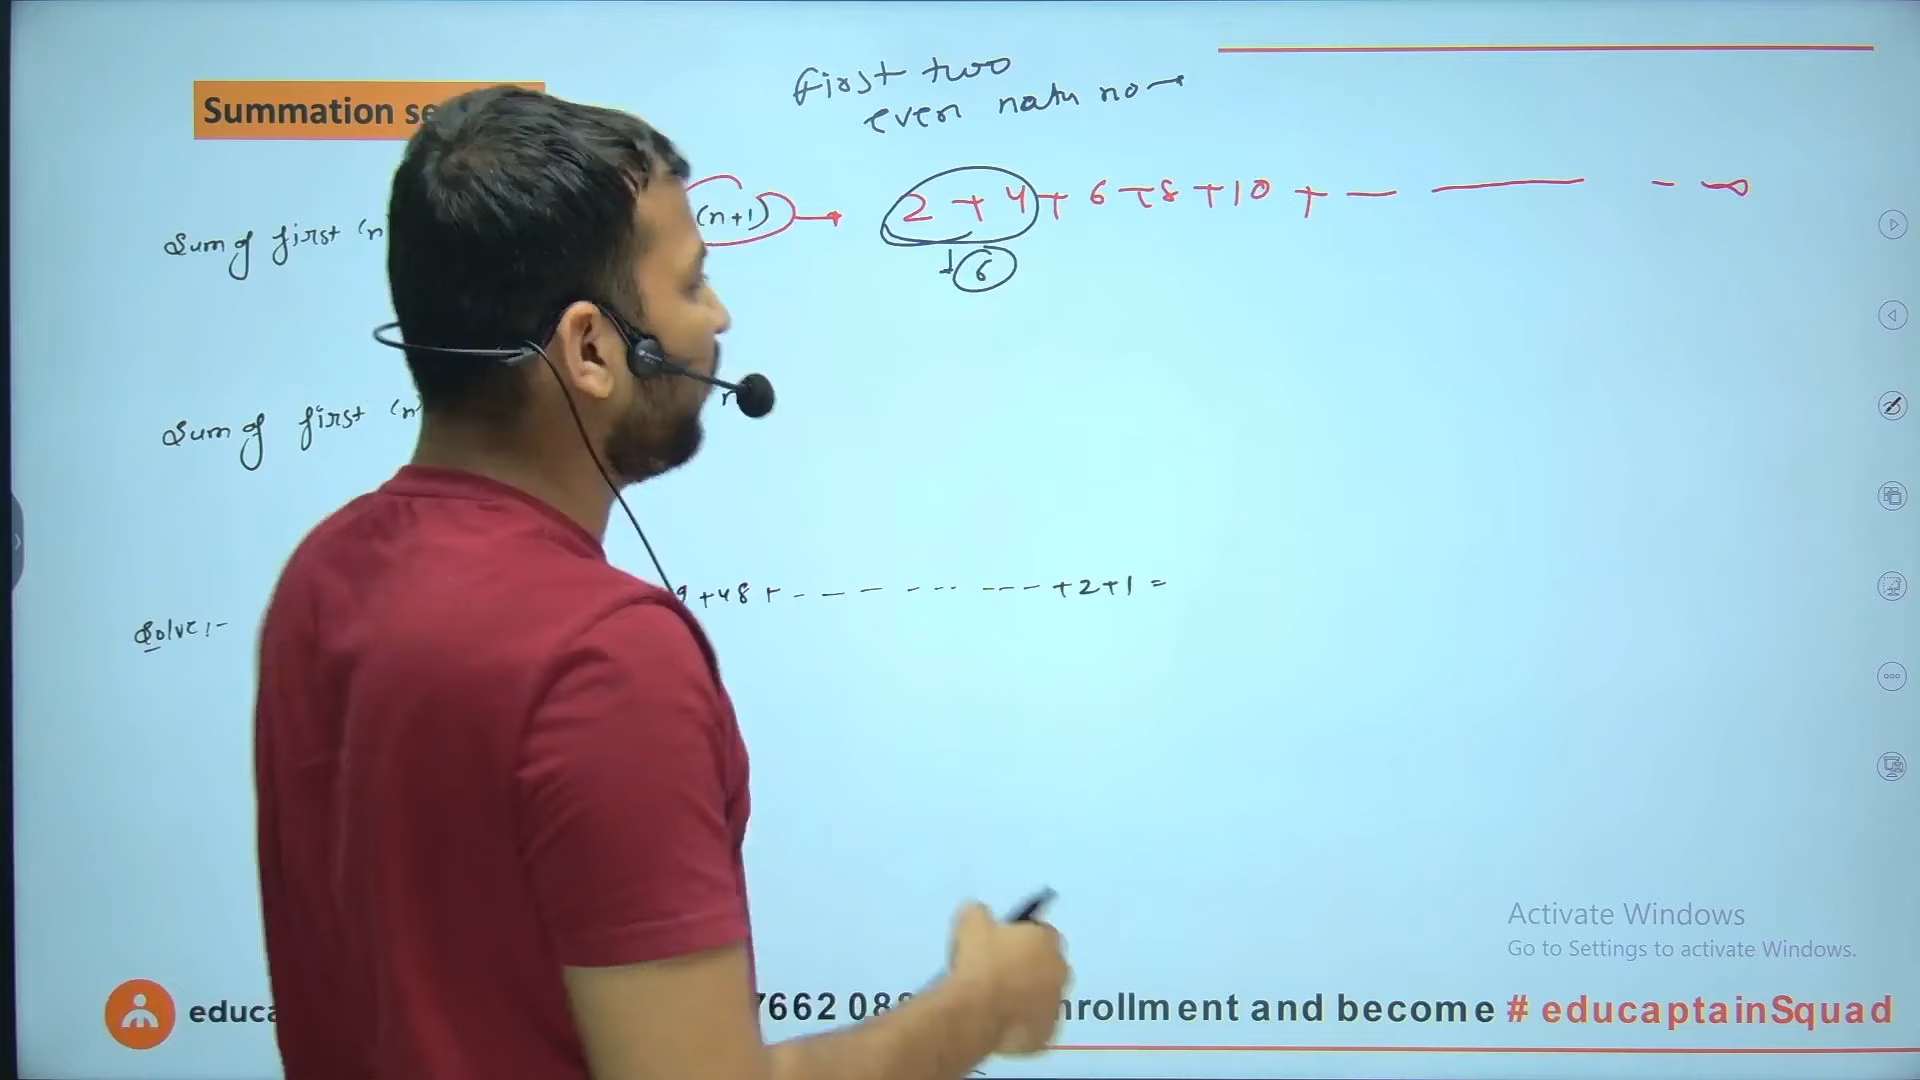 First two
even natu no
Summation se
Sum of first 'n'
(n+1) → 2 + 4 + 6 + 8 + 10 + — — - ∞
↓ 6
Sum of first 'n'
n
9 + 48 + - - - - - - - - - + 2 + 1 =
Solve :-
Activate Windows
Go to Settings to activate Windows.
educa 7662 08 nrollment and become # educaptainSquad